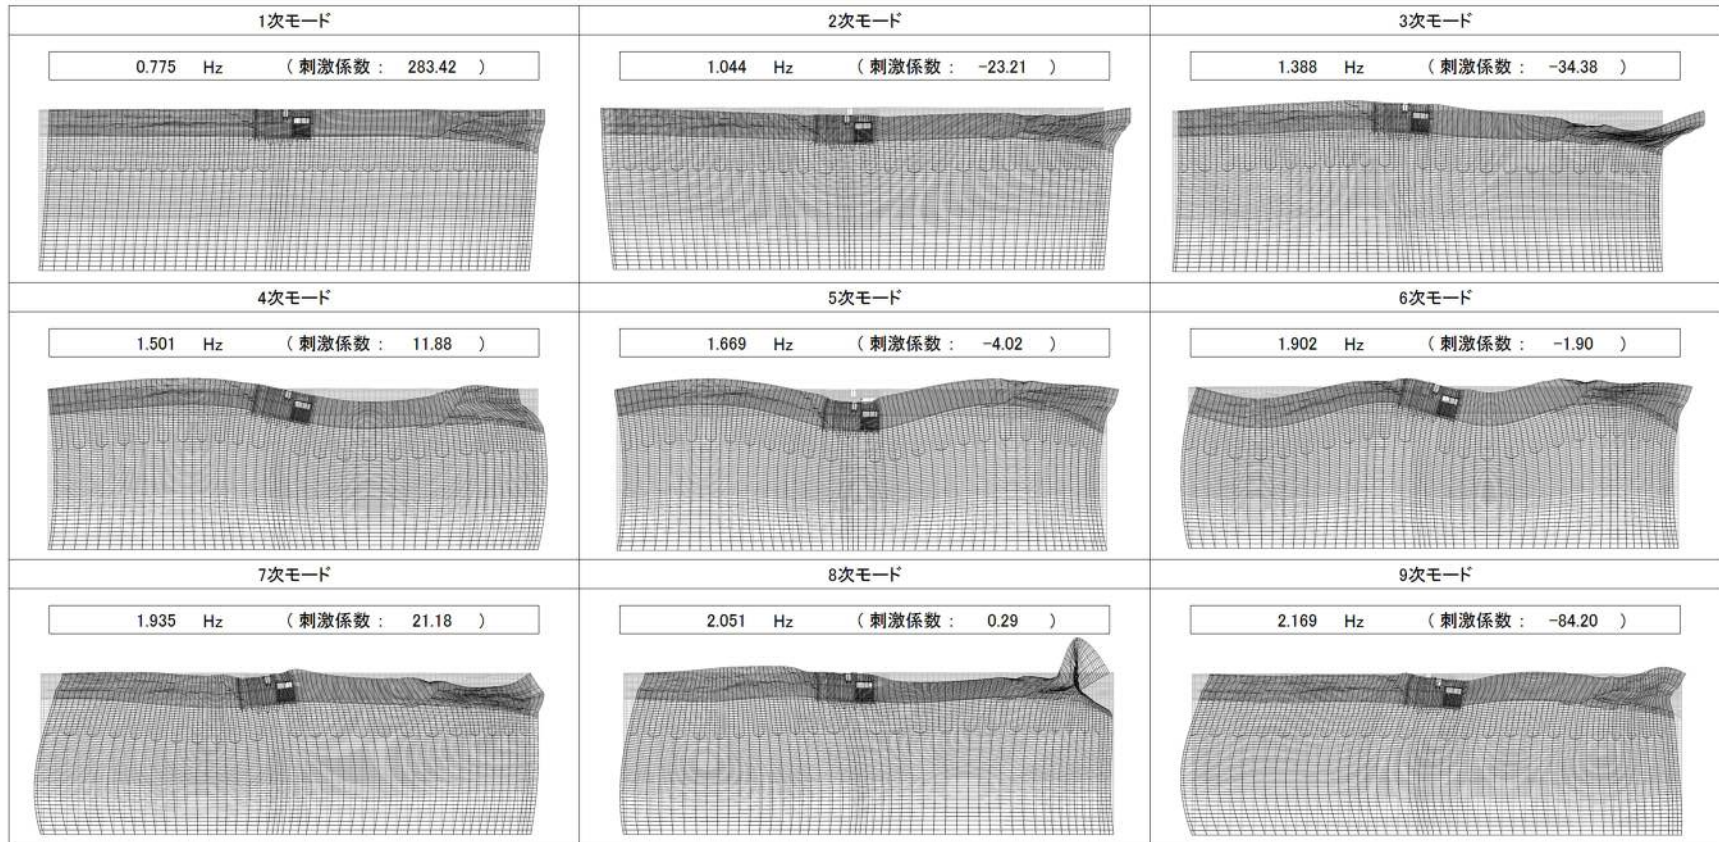 1次モード
2次モード
3次モード
0.775 Hz ( 刺激係数 : 283.42 )
1.044 Hz ( 刺激係数 : -23.21 )
1.388 Hz ( 刺激係数 : -34.38 )
4次モード
5次モード
6次モード
1.501 Hz ( 刺激係数 : 11.88 )
1.669 Hz ( 刺激係数 : -4.02 )
1.902 Hz ( 刺激係数 : -1.90 )
7次モード
8次モード
9次モード
1.935 Hz ( 刺激係数 : 21.18 )
2.051 Hz ( 刺激係数 : 0.29 )
2.169 Hz ( 刺激係数 : -84.20 )